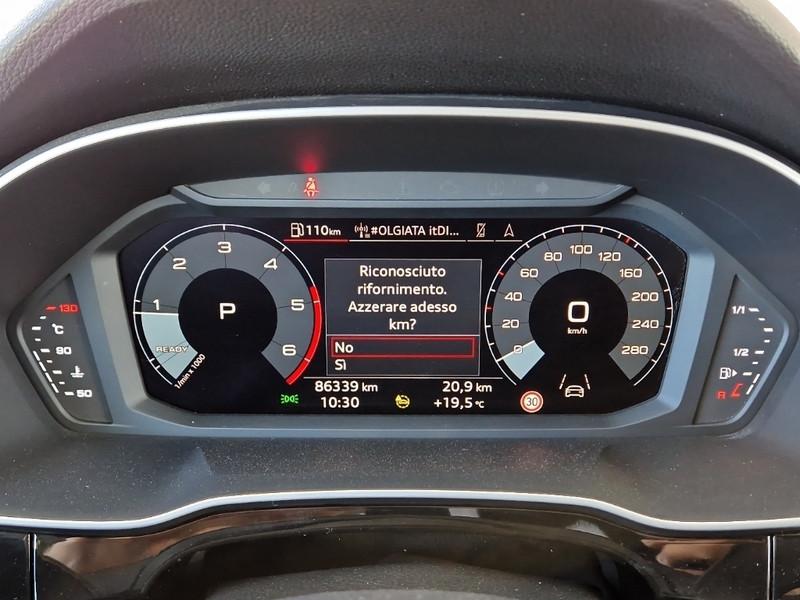 110km #OLGIATA itDI...
3
2
4
1
5
6
READY
1/min x 1000
P
Riconosciuto
rifornimento.
Azzerare adesso
km?
No
Sì
86339 km 20,9 km
10:30 +19,5 °C
100
80 120
60 160
40 200
20 240
0 280
0
km/h
30
130
°C
90
50
1/1
1/2
R